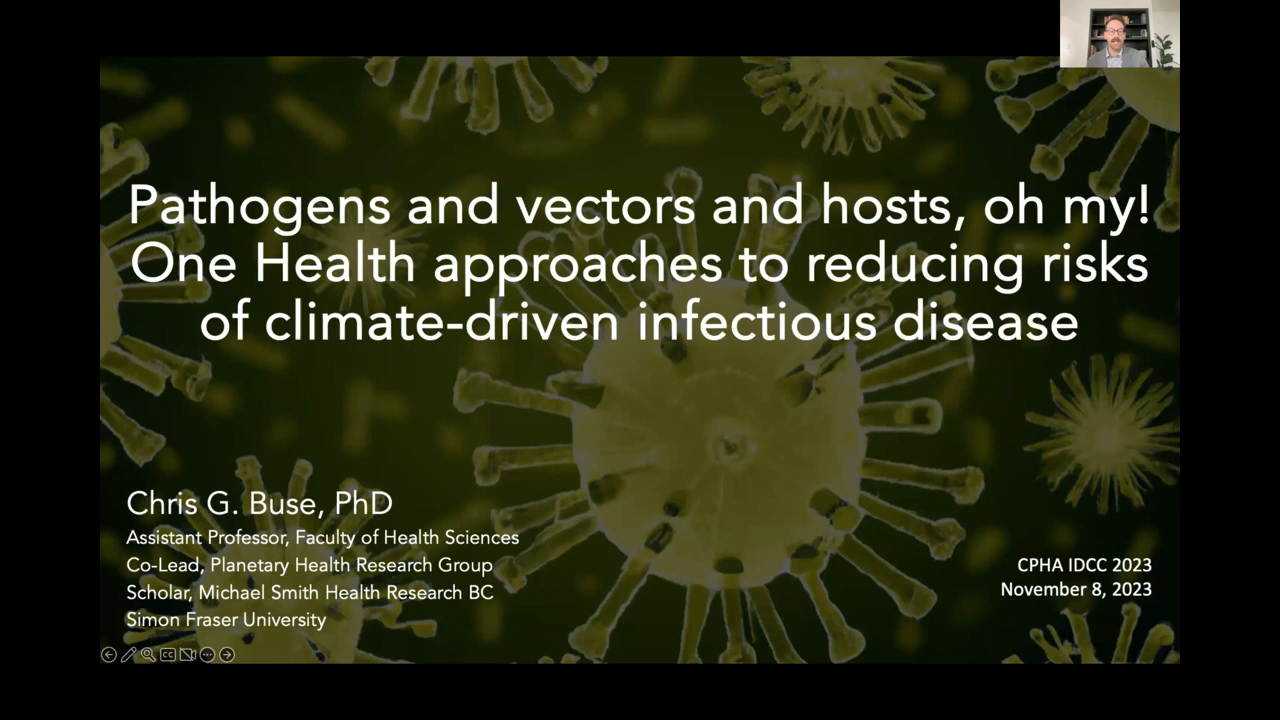 Pathogens and vectors and hosts, oh my!
One Health approaches to reducing risks
of climate-driven infectious disease
Chris G. Buse, PhD
Assistant Professor, Faculty of Health Sciences
Co-Lead, Planetary Health Research Group
Scholar, Michael Smith Health Research BC
Simon Fraser University
CPHA IDCC 2023
November 8, 2023
CC